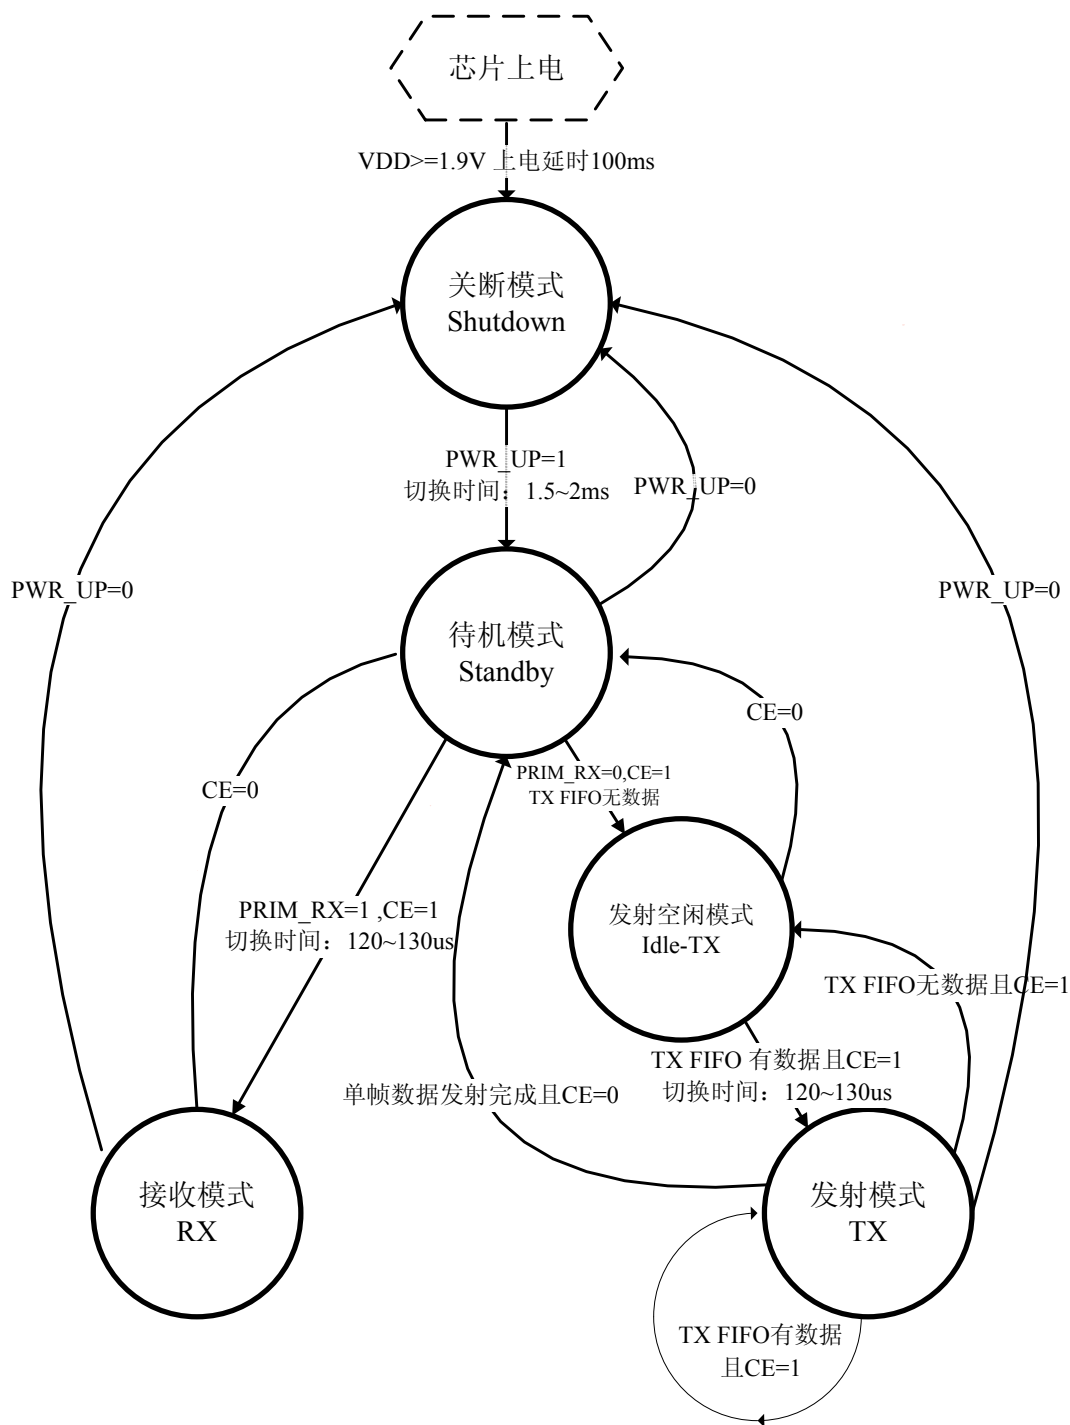 芯片上电
VDD>=1.9V 上电延时100ms
关断模式
Shutdown
PWR_UP=1
切换时间：1.5~2ms
PWR_UP=0
PWR_UP=0
PWR_UP=0
待机模式
Standby
CE=0
CE=0
PRIM_RX=0,CE=1
TX FIFO无数据
PRIM_RX=1 ,CE=1
切换时间：120~130us
发射空闲模式
Idle-TX
TX FIFO无数据且CE=1
TX FIFO 有数据且CE=1
切换时间：120~130us
单帧数据发射完成且CE=0
接收模式
RX
发射模式
TX
TX FIFO有数据
且CE=1